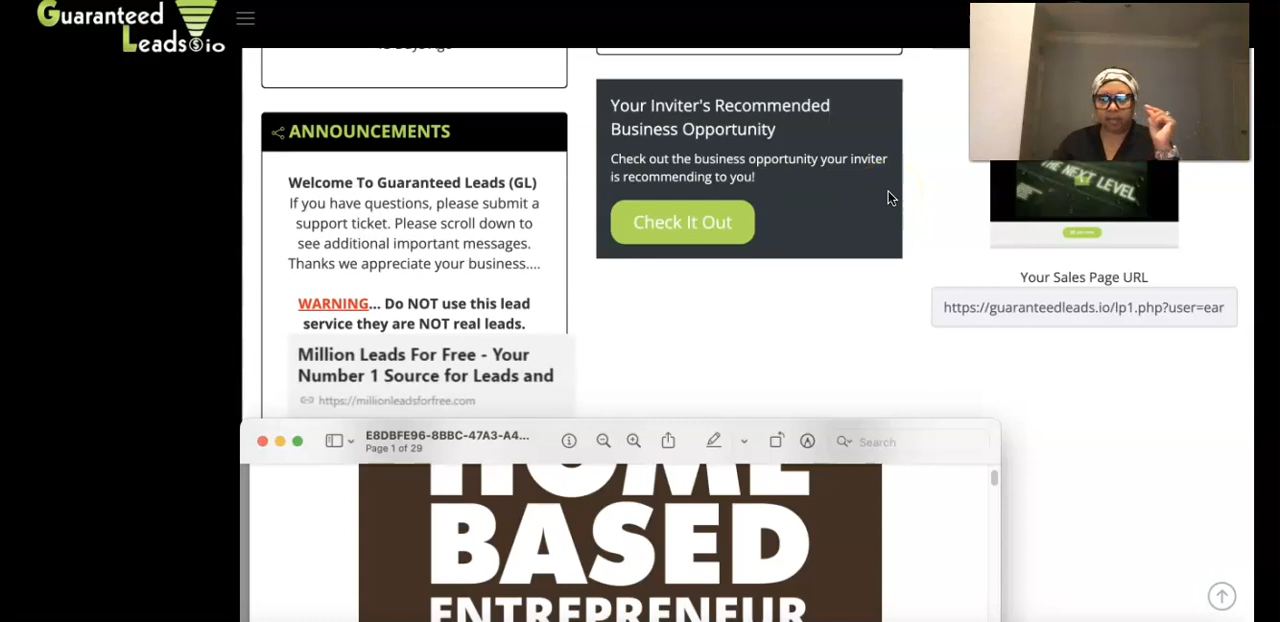 Guaranteed
Leads$io
ANNOUNCEMENTS
Welcome To Guaranteed Leads (GL)
If you have questions, please submit a
support ticket. Please scroll down to
see additional important messages.
Thanks we appreciate your business....
WARNING... Do NOT use this lead
service they are NOT real leads.
Million Leads For Free - Your
Number 1 Source for Leads and
https://millionleadsforfree.com
Your Inviter's Recommended
Business Opportunity
Check out the business opportunity your inviter
is recommending to you!
Check It Out
THE NEXT LEVEL
Your Sales Page URL
https://guaranteedleads.io/lp1.php?user=ear
E8DBFE96-8BBC-47A3-A4...
Page 1 of 29
Search
HOME
BASED
ENTREPRENEUR